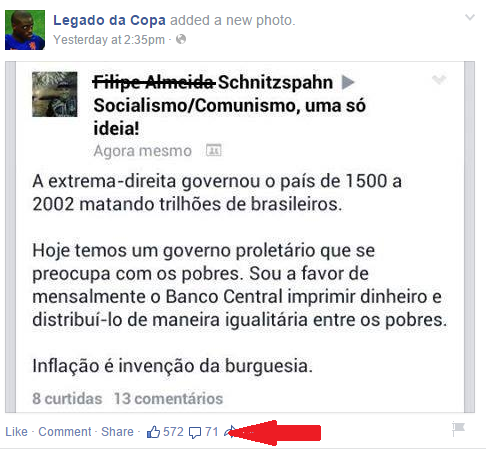 Legado da Copa added a new photo.
Yesterday at 2:35pm ·
Filipe Almeida Schnitzspahn ▶
Socialismo/Comunismo, uma só
ideia!
Agora mesmo
A extrema-direita governou o país de 1500 a
2002 matando trilhões de brasileiros.
Hoje temos um governo proletário que se
preocupa com os pobres. Sou a favor de
mensalmente o Banco Central imprimir dinheiro e
distribuí-lo de maneira igualitária entre os pobres.
Inflação é invenção da burguesia.
8 curtidas 13 comentários
Like · Comment · Share · 572 71